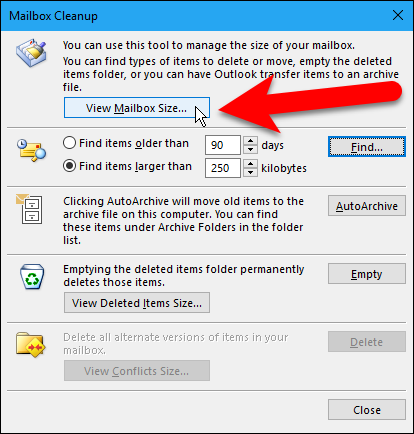 Mailbox Cleanup
You can use this tool to manage the size of your mailbox.
You can find types of items to delete or move, empty the deleted
items folder, or you can have Outlook transfer items to an archive
file.
View Mailbox Size...
Find items older than 90 days
Find...
Find items larger than 250 kilobytes
Clicking AutoArchive will move old items to the
archive file on this computer. You can find
these items under Archive Folders in the folder
list.
AutoArchive
Emptying the deleted items folder permanently
deletes those items.
Empty
View Deleted Items Size...
Delete all alternate versions of items in your
mailbox.
Delete
View Conflicts Size...
Close